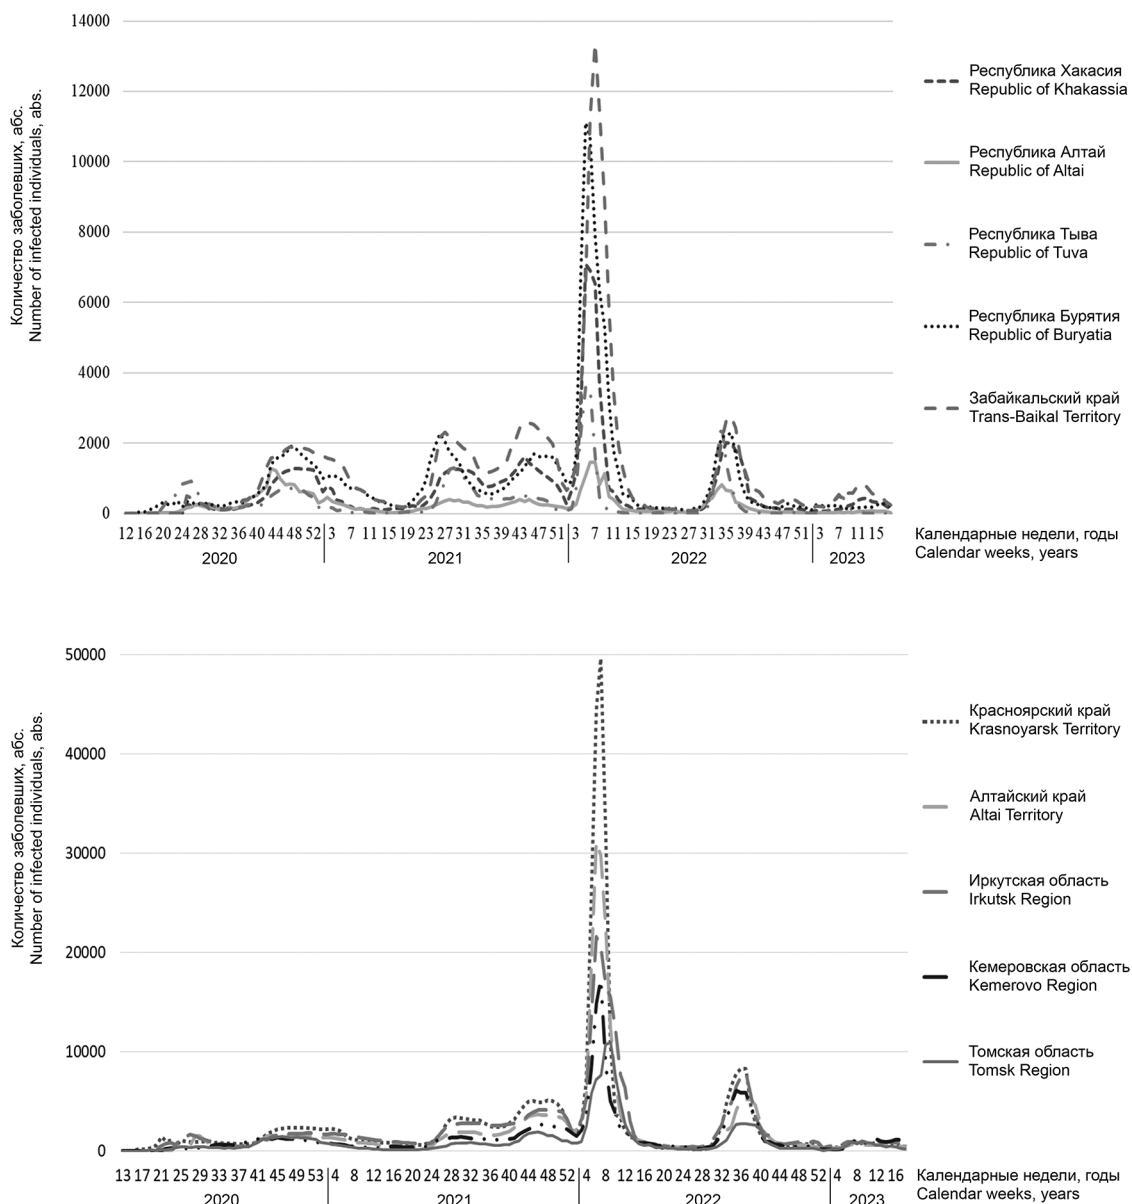 14000
12000
10000
8000
6000
4000
2000
0
Количество заболевших, абс.
Number of infected individuals, abs.
Республика Хакасия
Republic of Khakassia
Республика Алтай
Republic of Altai
Республика Тыва
Republic of Tuva
Республика Бурятия
Republic of Buryatia
Забайкальский край
Trans-Baikal Territory
12 16 20 24 28 32 36 40 44 48 52 3 7 11 15 19 23 27 31 35 39 43 47 51 3 7 11 15 19 23 27 31 35 39 43 47 51 3 7 11 15
2020 2021 2022 2023
Календарные недели, годы
Calendar weeks, years
50000
40000
30000
20000
10000
0
Количество заболевших, абс.
Number of infected individuals, abs.
Красноярский край
Krasnoyarsk Territory
Алтайский край
Altai Territory
Иркутская область
Irkutsk Region
Кемеровская область
Kemerovo Region
Томская область
Tomsk Region
13 17 21 25 29 33 37 41 45 49 53 4 8 12 16 20 24 28 32 36 40 44 48 52 4 8 12 16 20 24 28 32 36 40 44 48 52 4 8 12 16
2020 2021 2022 2023
Календарные недели, годы
Calendar weeks, years